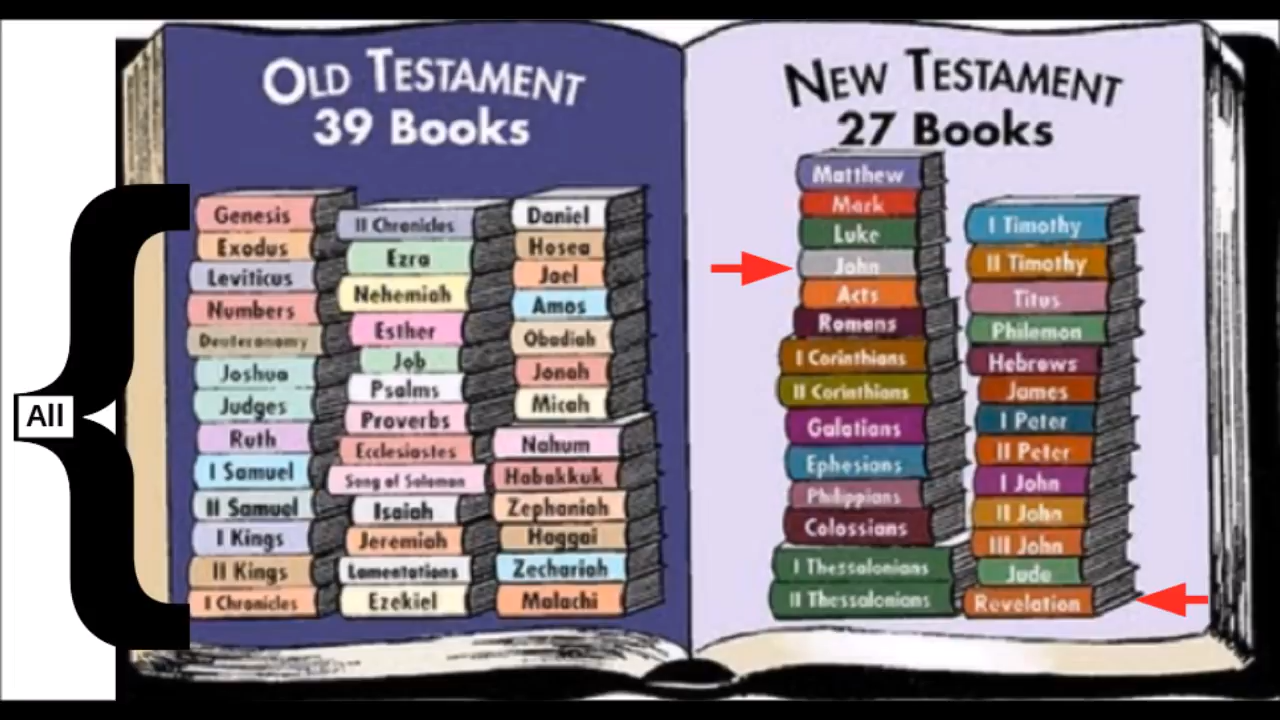 OLD TESTAMENT
39 Books
Genesis
Exodus
Leviticus
Numbers
Deuteronomy
Joshua
Judges
Ruth
I Samuel
II Samuel
I Kings
II Kings
I Chronicles
II Chronicles
Ezra
Nehemiah
Esther
Job
Psalms
Proverbs
Ecclesiastes
Song of Solomon
Isaiah
Jeremiah
Lamentations
Ezekiel
Daniel
Hosea
Joel
Amos
Obadiah
Jonah
Micah
Nahum
Habakkuk
Zephaniah
Haggai
Zechariah
Malachi
All
NEW TESTAMENT
27 Books
Matthew
Mark
Luke
John
Acts
Romans
I Corinthians
II Corinthians
Galatians
Ephesians
Philippians
Colossians
I Thessalonians
II Thessalonians
I Timothy
II Timothy
Titus
Philemon
Hebrews
James
I Peter
II Peter
I John
II John
III John
Jude
Revelation